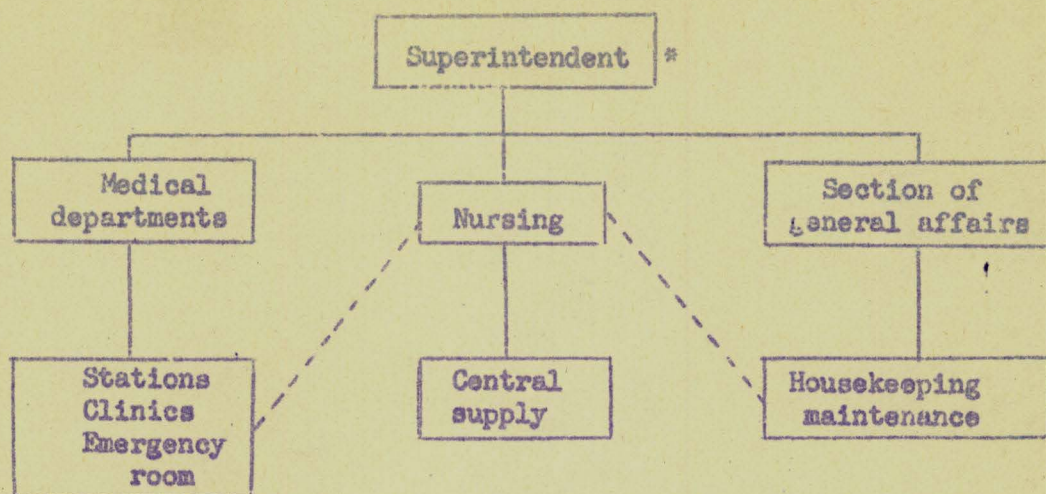 Superintendent *
Medical
departments
Nursing
Section of
general affairs
Stations
Clinics
Emergency
room
Central
supply
Housekeeping
maintenance